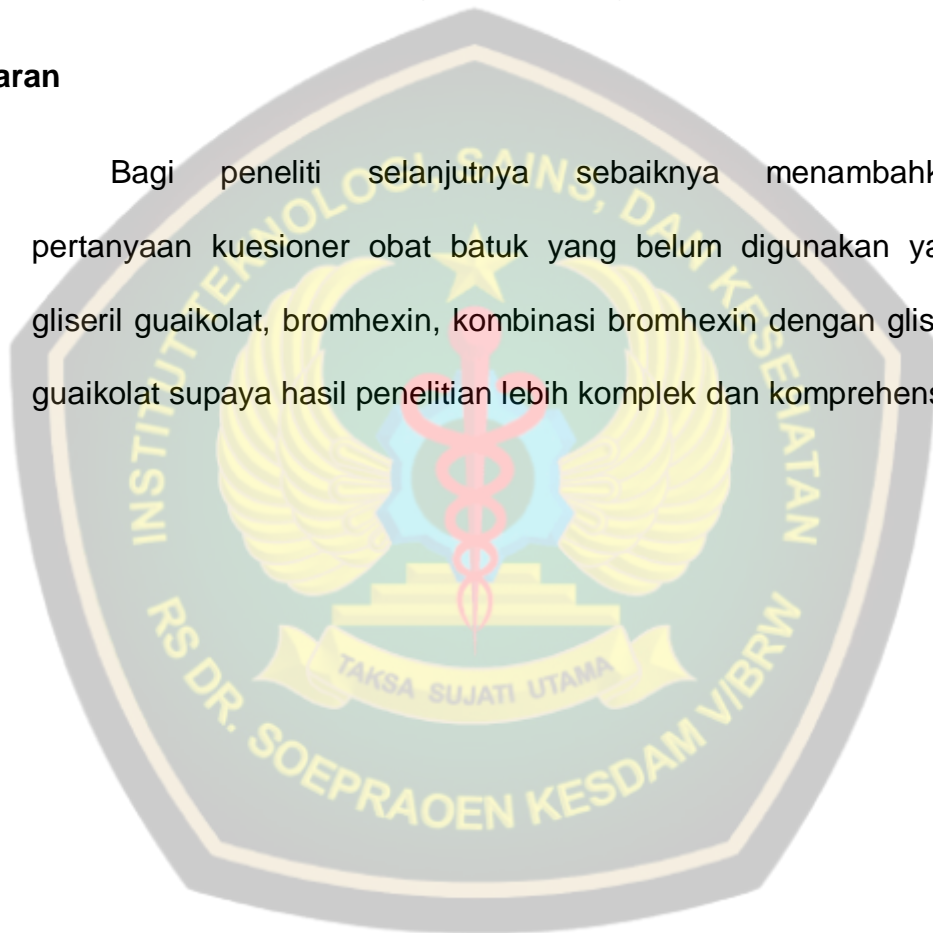 aran
Bagi peneliti selanjutnya sebaiknya menambahk
pertanyaan kuesioner obat batuk yang belum digunakan ya
gliseril guaikolat, bromhexin, kombinasi bromhexin dengan glis
guaikolat supaya hasil penelitian lebih komplek dan komprehens
INSTITUT TEKNOLOGI, SAINS, DAN KESEHATAN
TAKSA SUJATI UTAMA
RS DR. SOEPRAOEN KESDAM V/BRW